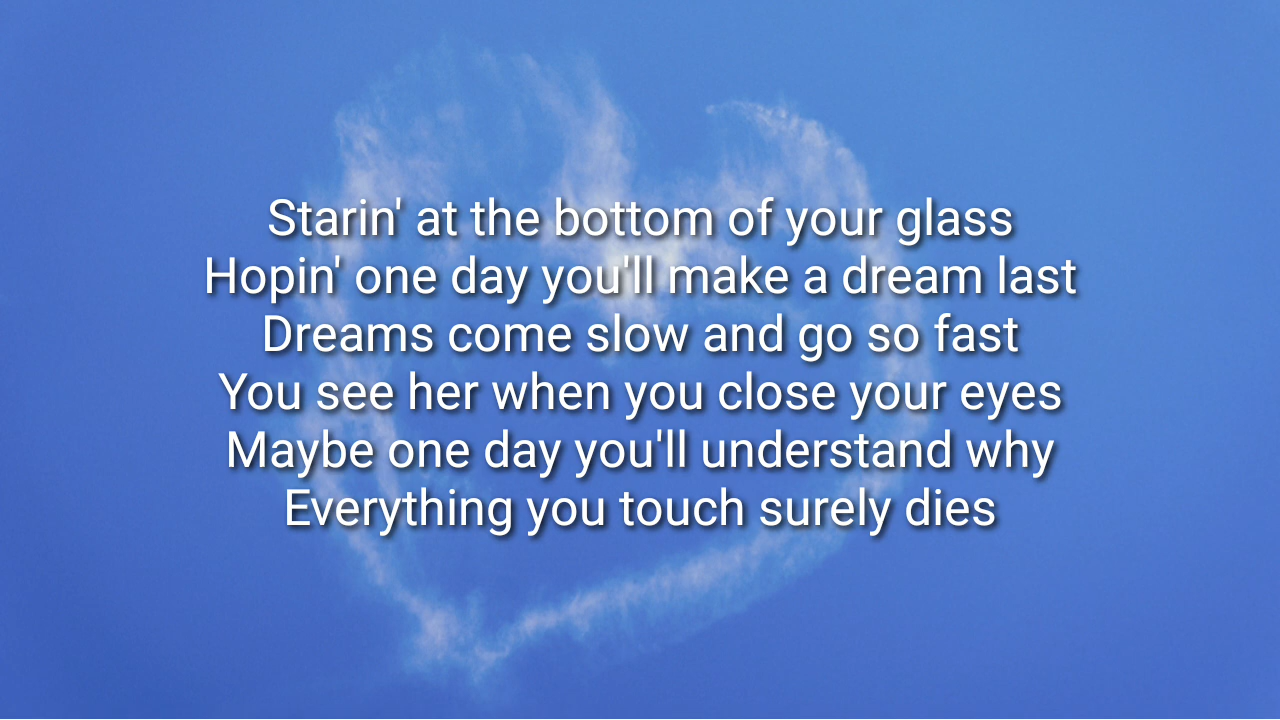 Starin' at the bottom of your glass
Hopin' one day you'll make a dream last
Dreams come slow and go so fast
You see her when you close your eyes
Maybe one day you'll understand why
Everything you touch surely dies